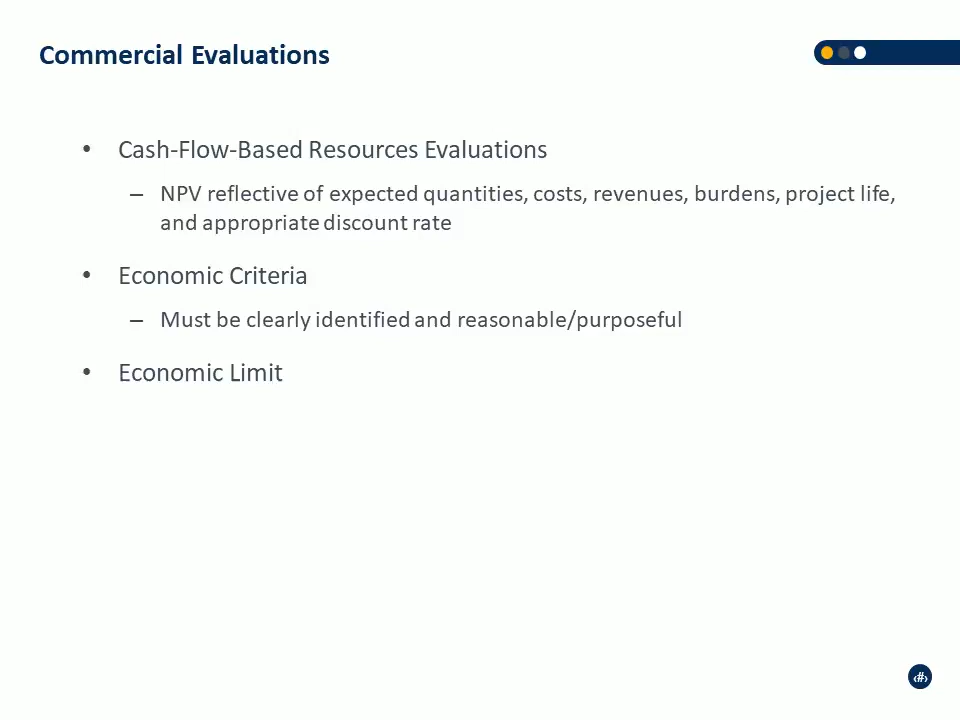 Commercial Evaluations
• Cash-Flow-Based Resources Evaluations
– NPV reflective of expected quantities, costs, revenues, burdens, project life,
and appropriate discount rate
• Economic Criteria
– Must be clearly identified and reasonable/purposeful
• Economic Limit
‹#›